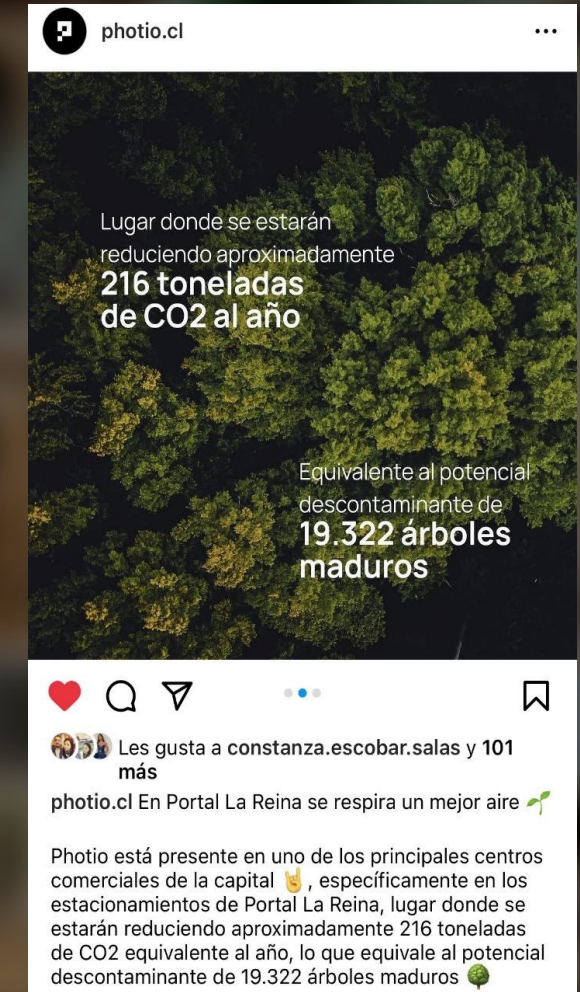 photio.cl
Lugar donde se estarán
reduciendo aproximadamente
216 toneladas
de CO2 al año
Equivalente al potencial
descontaminante de
19.322 árboles
maduros
Les gusta a constanza.escobar.salas y 101
más
photio.cl En Portal La Reina se respira un mejor aire 🌱
Photio está presente en uno de los principales centros
comerciales de la capital 🤘, específicamente en los
estacionamientos de Portal La Reina, lugar donde se
estarán reduciendo aproximadamente 216 toneladas
de CO2 equivalente al año, lo que equivale al potencial
descontaminante de 19.322 árboles maduros 🌳